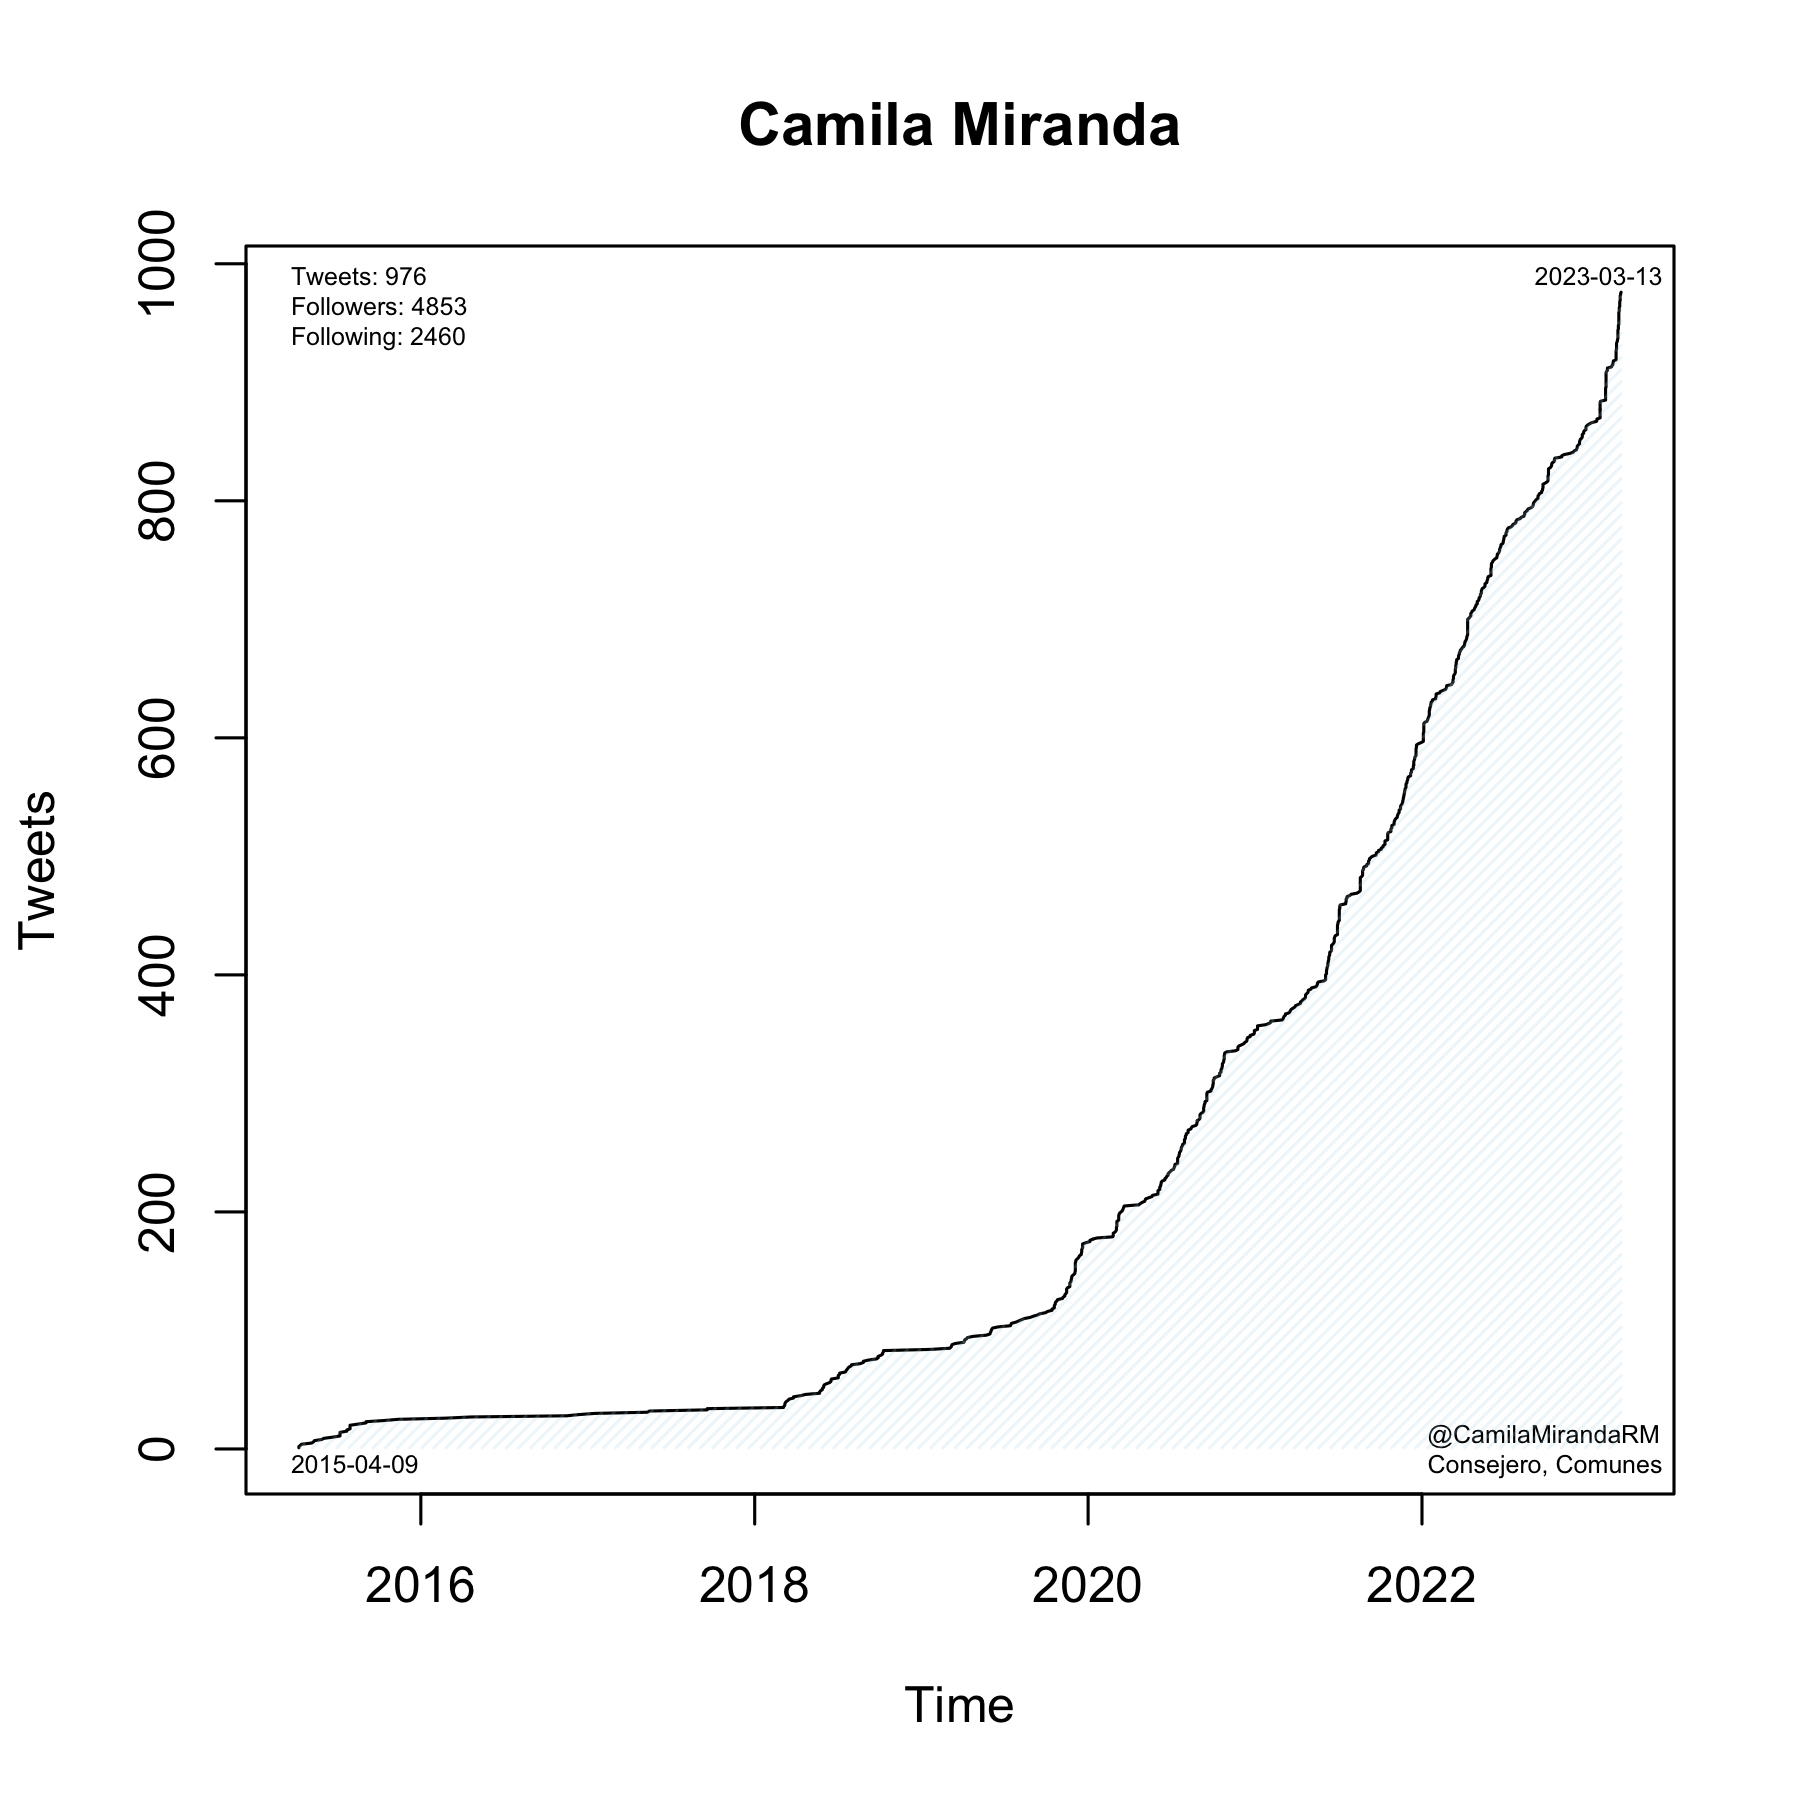 Camila Miranda
Tweets: 976
Followers: 4853
Following: 2460
2023-03-13
1000
800
600
400
200
0
Tweets
2015-04-09
@CamilaMirandaRM
Consejero, Comunes
2016 2018 2020 2022
Time